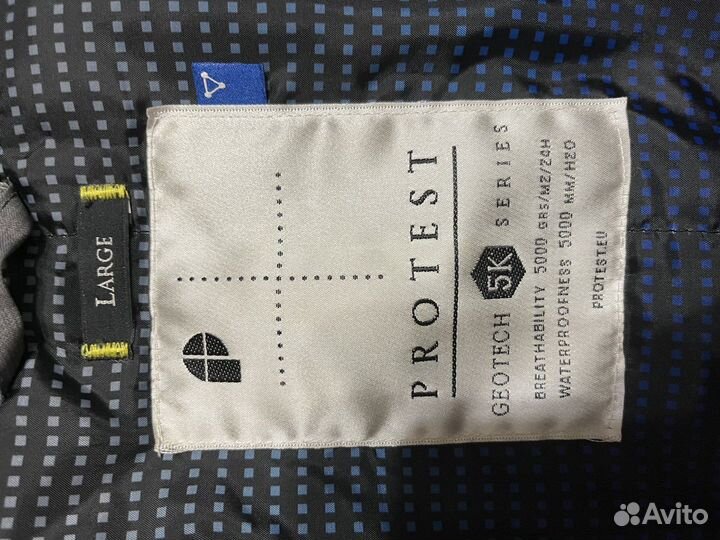 LARGE
PROTEST
GEOTECH 5K SERIES
BREATHABILITY 5000 GRS/M2/24H
WATERPROOFNESS 5000 MM/H2O
PROTEST.EU
Avito